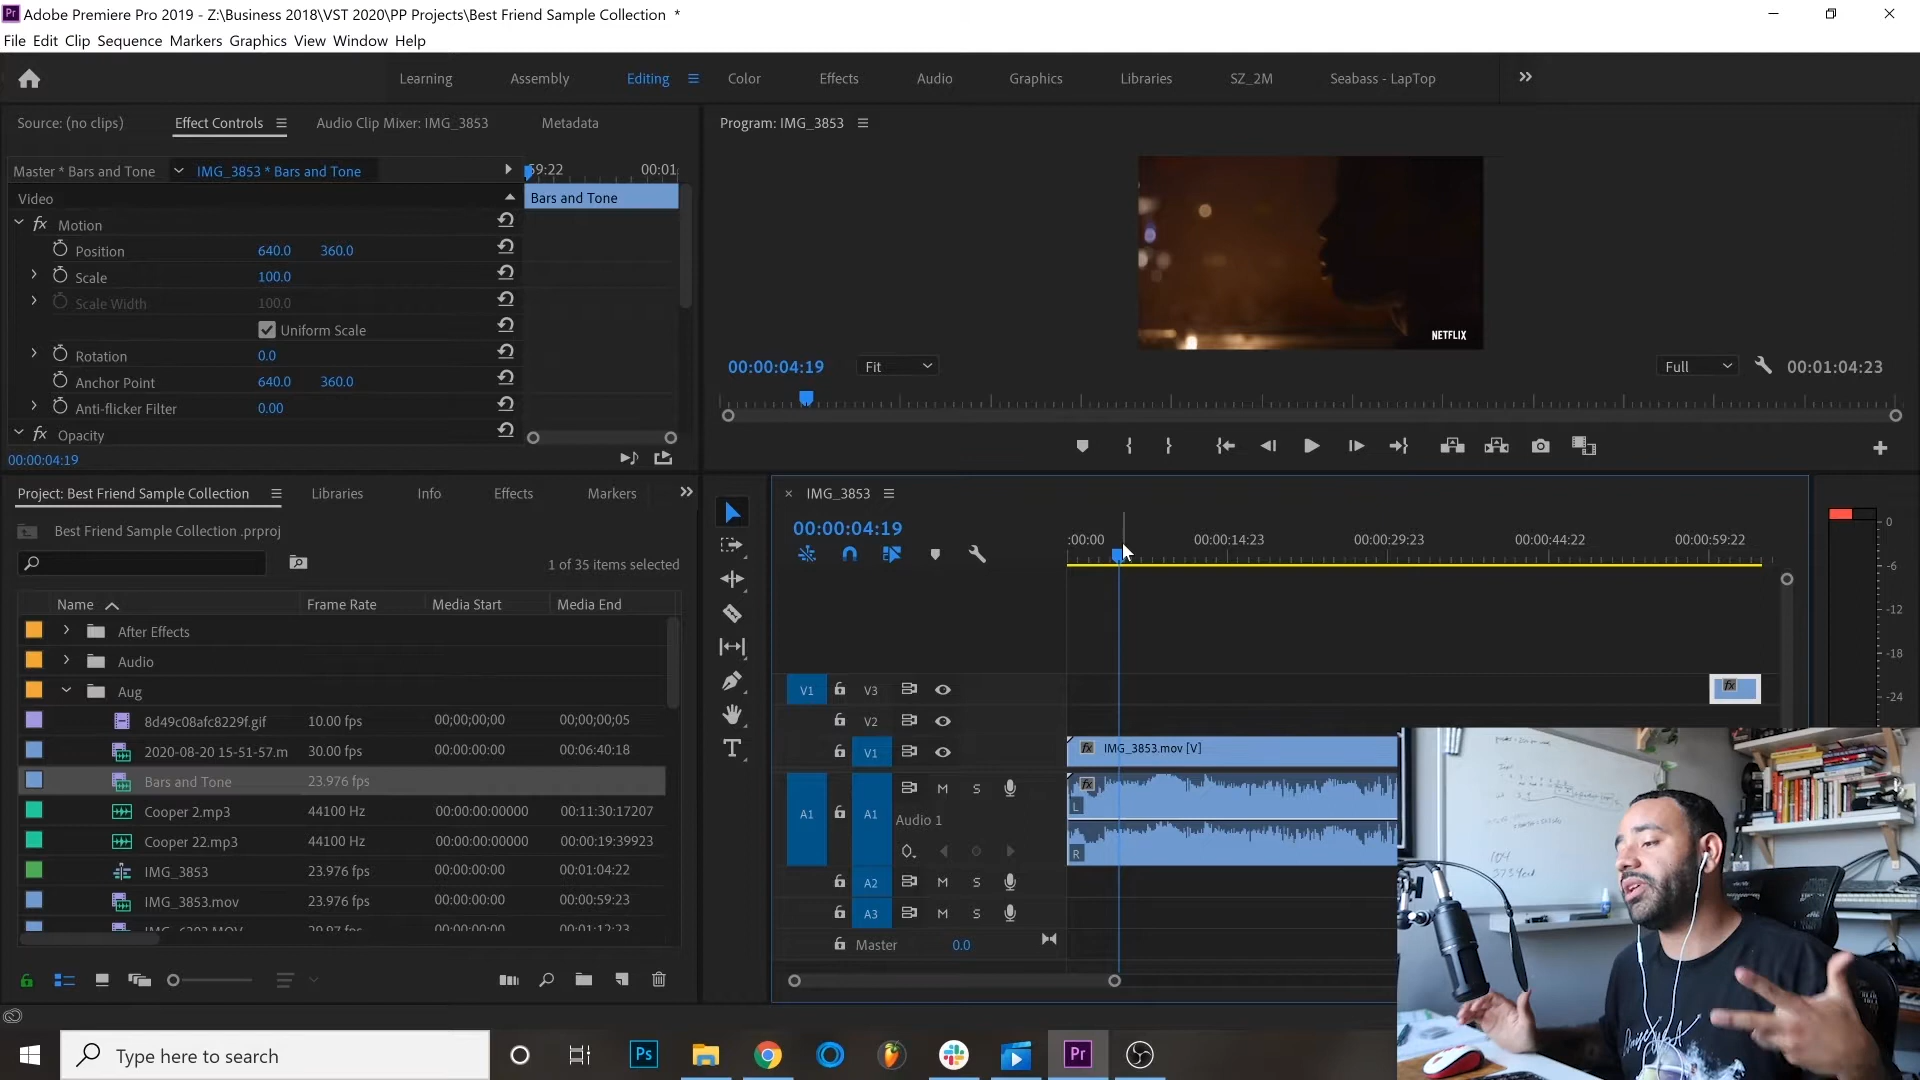 Adobe Premiere Pro 2019 - Z:\Business 2018\VST 2020\PP Projects\Best Friend Sample Collection *
File Edit Clip Sequence Markers Graphics View Window Help
Learning Assembly Editing Color Effects Audio Graphics Libraries SZ_2M Seabass - LapTop
Source: (no clips) Effect Controls Audio Clip Mixer: IMG_3853 Metadata
Program: IMG_3853
Master * Bars and Tone IMG_3853 * Bars and Tone
59:22 00:01
Video
Bars and Tone
fx Motion
Position 640.0 360.0
Scale 100.0
Scale Width 100.0
Uniform Scale
Rotation 0.0
Anchor Point 640.0 360.0
Anti-flicker Filter 0.00
fx Opacity
00:00:04:19
NETFLIX
00:00:04:19 Fit Full 00:01:04:23
Project: Best Friend Sample Collection Libraries Info Effects Markers
Best Friend Sample Collection .prproj
1 of 35 items selected
Name Frame Rate Media Start Media End
After Effects
Audio
Aug
8d49c08afc8229f.gif 10.00 fps 00;00;00;00 00;00;00;05
2020-08-20 15-51-57.m 30.00 fps 00:00:00:00 00:06:40:18
Bars and Tone 23.976 fps
Cooper 2.mp3 44100 Hz 00:00:00:00000 00:11:30:17207
Cooper 22.mp3 44100 Hz 00:00:00:00000 00:00:19:39923
IMG_3853 23.976 fps 00:00:00:00 00:01:04:22
IMG_3853.mov 23.976 fps 00:00:00:00 00:00:59:23
IMG_3853
00:00:04:19
:00:00 00:00:14:23 00:00:29:23 00:00:44:22 00:00:59:22
V1 V3 fx
V2
V1 fx IMG_3853.mov [V]
A1 A1 M S fx
L
Audio 1
R
A2 M S
A3 M S
Master 0.0
0
-6
-12
-18
-24
Type here to search
Ps
Pr